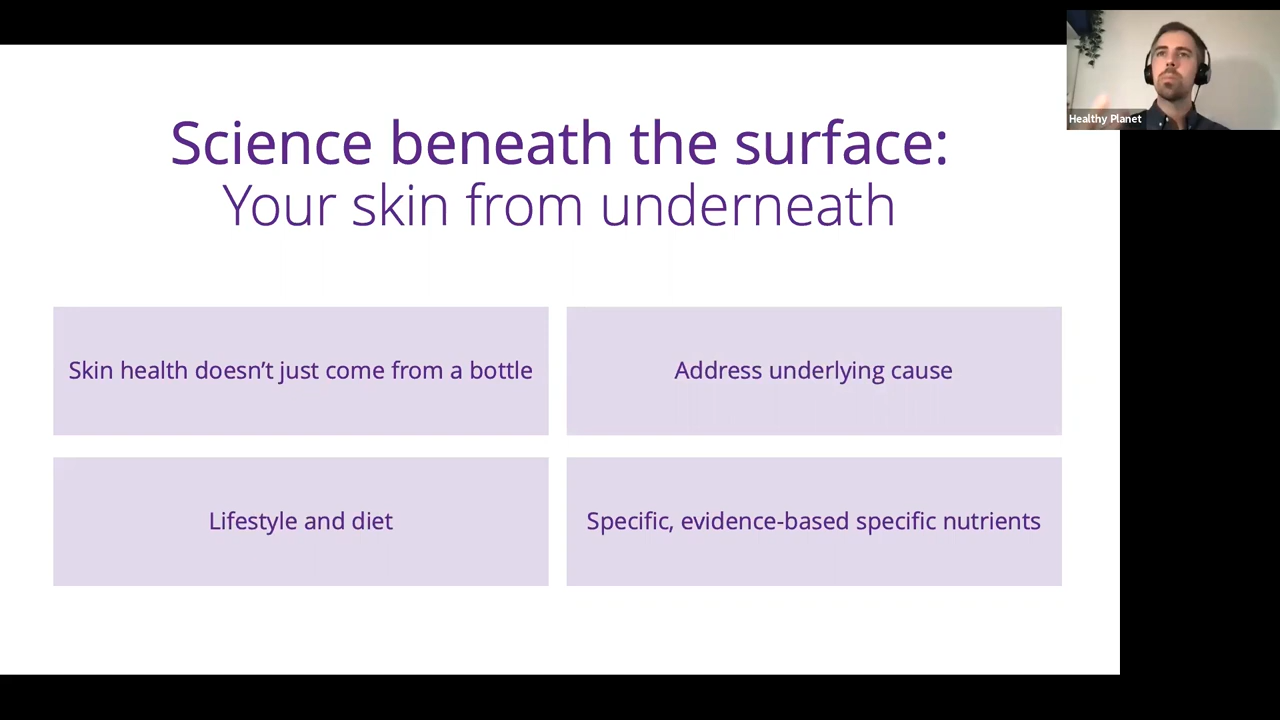 Healthy Planet
Science beneath the surface:
Your skin from underneath
Skin health doesn’t just come from a bottle
Address underlying cause
Lifestyle and diet
Specific, evidence-based specific nutrients